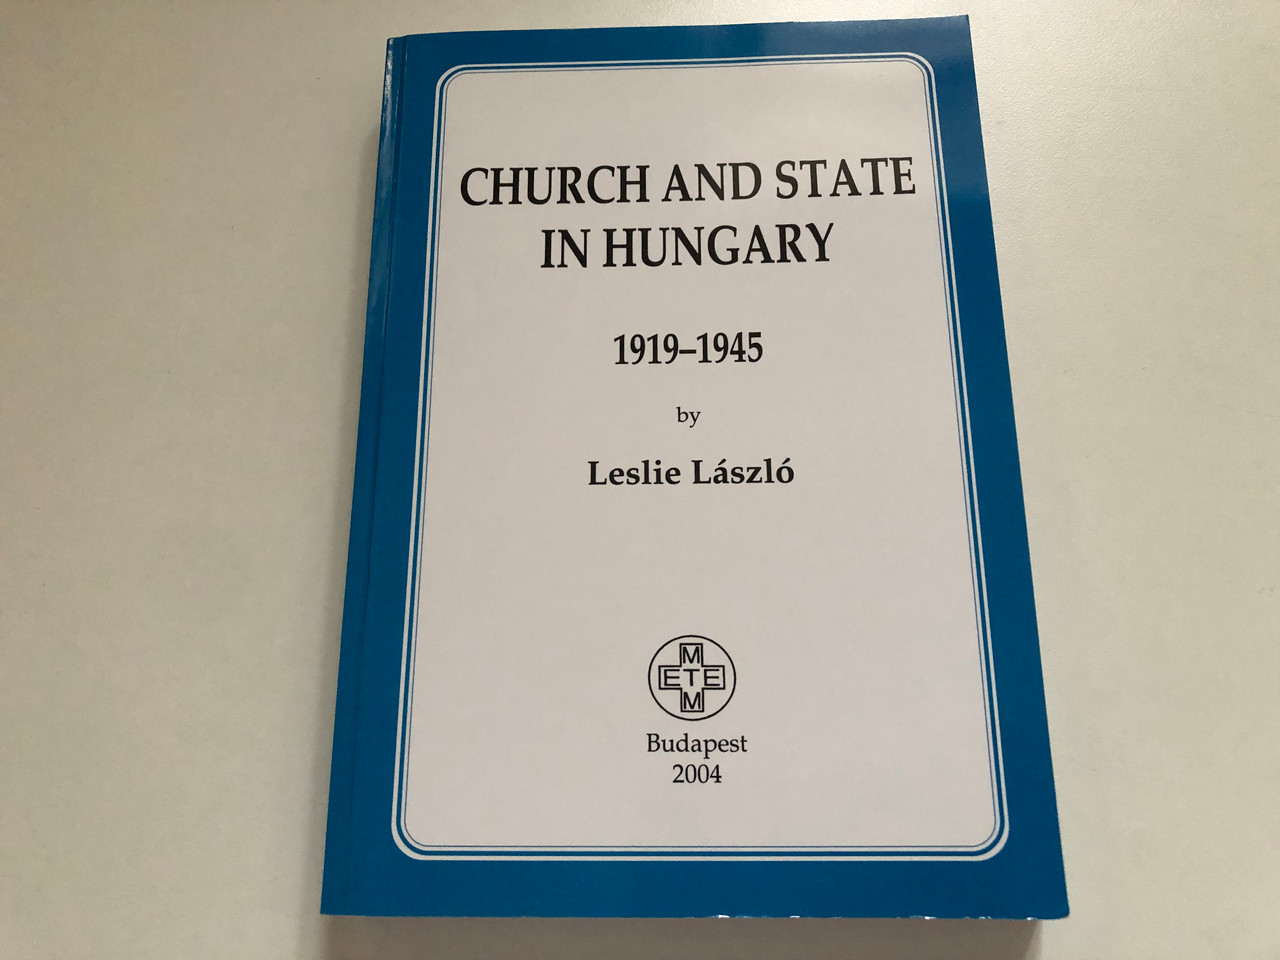 CHURCH AND STATE
IN HUNGARY
1919–1945
by
Leslie László
M
ETE
M
Budapest
2004